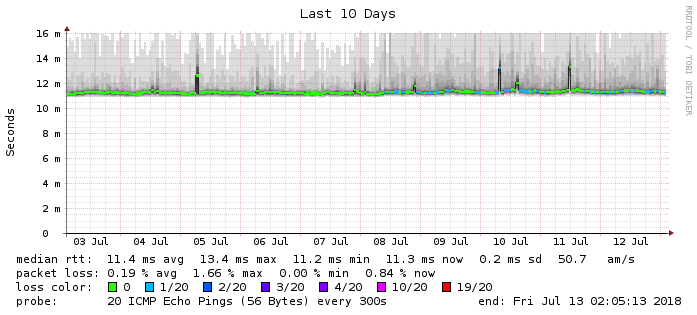 Last 10 Days
RRDTOOL / TOBI OETIKER
Seconds
16 m
14 m
12 m
10 m
8 m
6 m
4 m
2 m
0
03 Jul 04 Jul 05 Jul 06 Jul 07 Jul 08 Jul 09 Jul 10 Jul 11 Jul 12 Jul
median rtt: 11.4 ms avg 13.4 ms max 11.2 ms min 11.3 ms now 0.2 ms sd 50.7 am/s
packet loss: 0.19 % avg 1.66 % max 0.00 % min 0.84 % now
loss color: 0 1/20 2/20 3/20 4/20 10/20 19/20
probe: 20 ICMP Echo Pings (56 Bytes) every 300s end: Fri Jul 13 02:05:13 2018